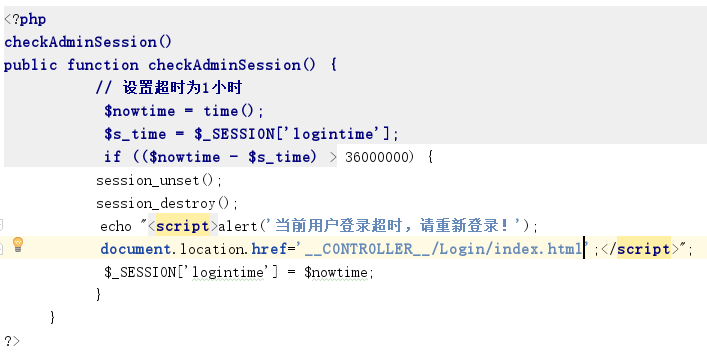 <?php
checkAdminSession()
public function checkAdminSession() {
// 设置超时为1小时
$nowtime = time();
$s_time = $_SESSION['logintime'];
if (($nowtime - $s_time) > 36000000) {
session_unset();
session_destroy();
echo "<script>alert('当前用户登录超时，请重新登录！');
document.location.href='__CONTROLLER__/Login/index.html';</script>";
$_SESSION['logintime'] = $nowtime;
}
}
?>